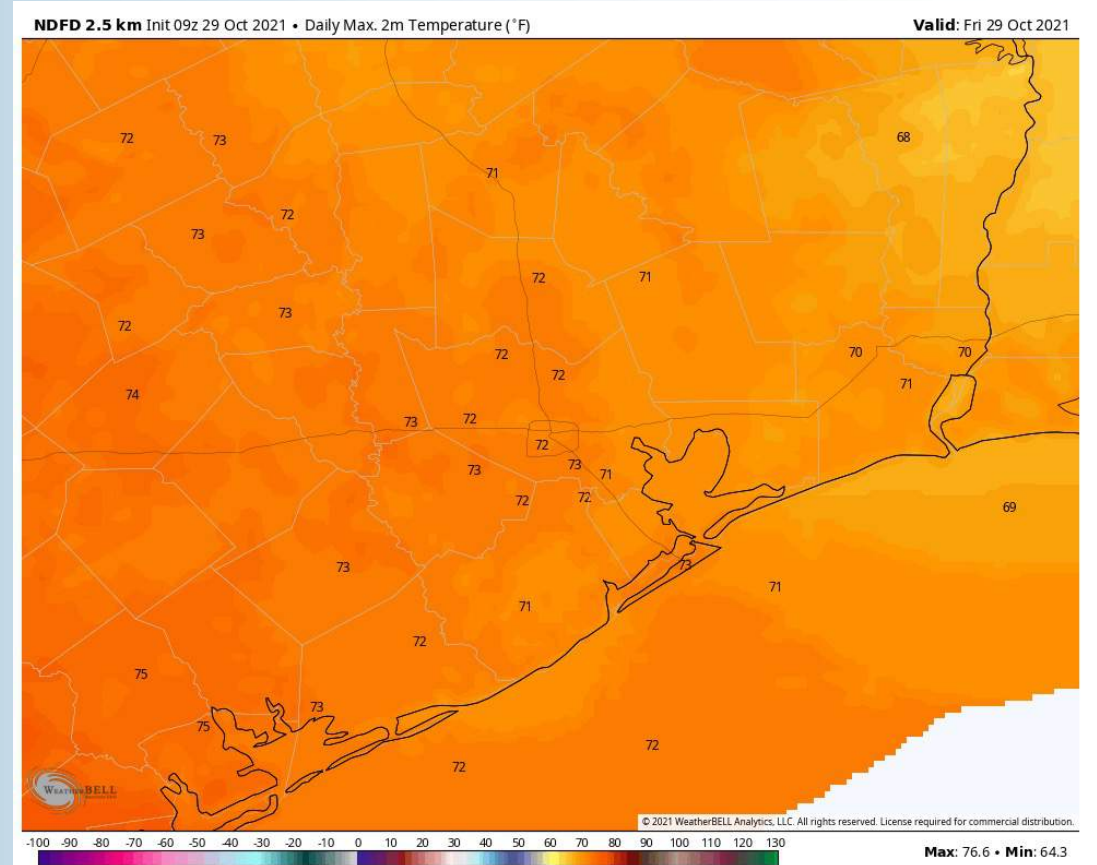 NDFD 2.5 km Init 09z 29 Oct 2021 • Daily Max. 2m Temperature (°F) Valid: Fri 29 Oct 2021
72 73 68
71
72
73
72 71
73
72
72 70 70
72 71
74
73 72
72
73 73 71
72 72
69
73 73
71
71
72
75
73
75
72
72
WEATHERBELL
© 2021 WeatherBELL Analytics, LLC. All rights reserved. License required for commercial distribution.
-100 -90 -80 -70 -60 -50 -40 -30 -20 -10 0 10 20 30 40 50 60 70 80 90 100 110 120 130
Max: 76.6 • Min: 64.3